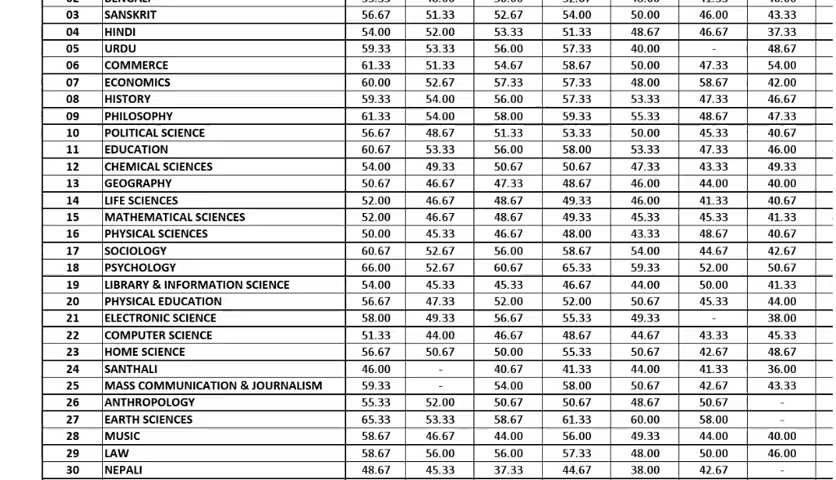 03 SANSKRIT 56.67 51.33 52.67 54.00 50.00 46.00 43.33
04 HINDI 54.00 52.00 53.33 51.33 48.67 46.67 37.33
05 URDU 59.33 53.33 56.00 57.33 40.00 - 48.67
06 COMMERCE 61.33 51.33 54.67 58.67 50.00 47.33 54.00
07 ECONOMICS 60.00 52.67 57.33 57.33 48.00 58.67 42.00
08 HISTORY 59.33 54.00 56.00 57.33 53.33 47.33 46.67
09 PHILOSOPHY 61.33 54.00 58.00 59.33 55.33 48.67 47.33
10 POLITICAL SCIENCE 56.67 48.67 51.33 53.33 50.00 45.33 40.67
11 EDUCATION 60.67 53.33 56.00 58.00 53.33 47.33 46.00
12 CHEMICAL SCIENCES 54.00 49.33 50.67 50.67 47.33 43.33 49.33
13 GEOGRAPHY 50.67 46.67 47.33 48.67 46.00 44.00 40.00
14 LIFE SCIENCES 52.00 46.67 48.67 49.33 46.00 41.33 40.67
15 MATHEMATICAL SCIENCES 52.00 46.67 48.67 49.33 45.33 45.33 41.33
16 PHYSICAL SCIENCES 50.00 45.33 46.67 48.00 43.33 48.67 40.67
17 SOCIOLOGY 60.67 52.67 56.00 58.67 54.00 44.67 42.67
18 PSYCHOLOGY 66.00 52.67 60.67 65.33 59.33 52.00 50.67
19 LIBRARY & INFORMATION SCIENCE 54.00 45.33 45.33 46.67 44.00 50.00 41.33
20 PHYSICAL EDUCATION 56.67 47.33 52.00 52.00 50.67 45.33 44.00
21 ELECTRONIC SCIENCE 58.00 49.33 56.67 55.33 49.33 - 38.00
22 COMPUTER SCIENCE 51.33 44.00 46.67 48.67 44.67 43.33 45.33
23 HOME SCIENCE 56.67 50.67 50.00 55.33 50.67 42.67 48.67
24 SANTHALI 46.00 - 40.67 41.33 44.00 41.33 36.00
25 MASS COMMUNICATION & JOURNALISM 59.33 - 54.00 58.00 50.67 42.67 43.33
26 ANTHROPOLOGY 55.33 52.00 50.67 50.67 48.67 50.67 -
27 EARTH SCIENCES 65.33 53.33 58.67 61.33 60.00 58.00 -
28 MUSIC 58.67 46.67 44.00 56.00 49.33 44.00 40.00
29 LAW 58.67 56.00 56.00 57.33 48.00 50.00 46.00
30 NEPALI 48.67 45.33 37.33 44.67 38.00 42.67 -